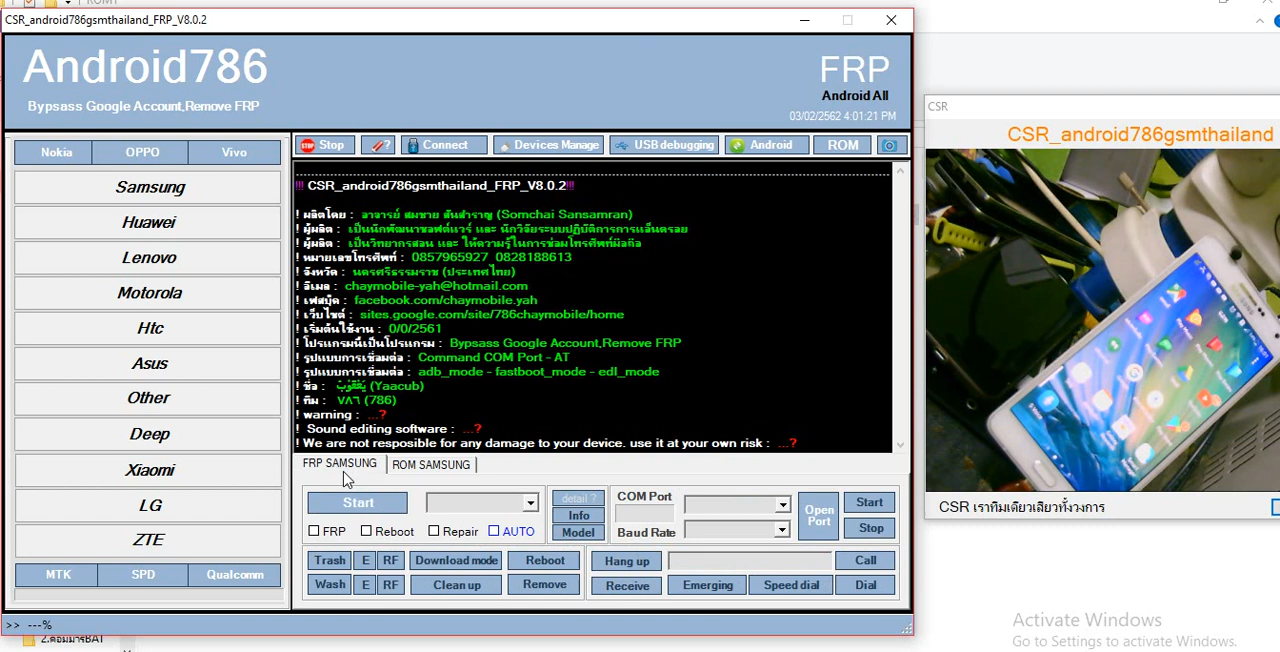 CSR_android786gsmthailand_FRP_V8.0.2
Android786
FRP
Bypsass Google Account,Remove FRP
Android All
03/02/2562 4:01:21 PM
Nokia OPPO Vivo
Samsung
Huawei
Lenovo
Motorola
Htc
Asus
Other
Deep
Xiaomi
LG
ZTE
MTK SPD Qualcomm
Stop ? Connect Devices Manage USB debugging Android ROM
!!! CSR_android786gsmthailand_FRP_V8.0.2!!!
! ผลิตโดย : อาจารย์ สมชาย สันสำราญ (Somchai Sansamran)
! ผู้ผลิต : เป็นนักพัฒนาซอฟต์แวร์ และ นักวิจัยระบบปฏิบัติการการแอ็นดรอย
! ผู้ผลิต : เป็นวิทยากรสอน และ ให้ความรู้ในการซ่อมโทรศัพท์มือถือ
! หมายเลขโทรศัพท์ : 0857965927 0828188613
! จังหวัด : นครศรีธรรมราช (ประเทศไทย)
! อีเมล : chaymobile-yah@hotmail.com
! เฟสบุ๊ค : facebook.com/chaymobile.yah
! เว็บไซต์ : sites.google.com/site/786chaymobile/home
! เริ่มต้นใช้งาน : 0/0/2561
! โปรแกรมนี้เป็นโปรแกรม : Bypsass Google Account,Remove FRP
! รูปแบบการเชื่อมต่อ : Command COM Port - AT
! รูปแบบการเชื่อมต่อ : adb_mode - fastboot_mode - edl_mode
! ชื่อ : يَعْقُوْبُ (Yaacub)
! ทีม : ٧٨٦ (786)
! warning : ...?
! Sound editing software : ...?
! We are not resposible for any damage to your device. use it at your own risk : ...?
FRP SAMSUNG ROM SAMSUNG
Start
FRP Reboot Repair AUTO
detail ?
Info
Model
COM Port
Baud Rate
Open Port
Start
Stop
Trash E RF Download mode Reboot
Wash E RF Clean up Remove
Hang up Call
Receive Emerging Speed dial Dial
>> ---%
2.คอมมารBAT
CSR
CSR_android786gsmthailand
CSR เราทีมเดียวเสียวทั้งวงการ
Activate Windows
Go to Settings to activate Windows.